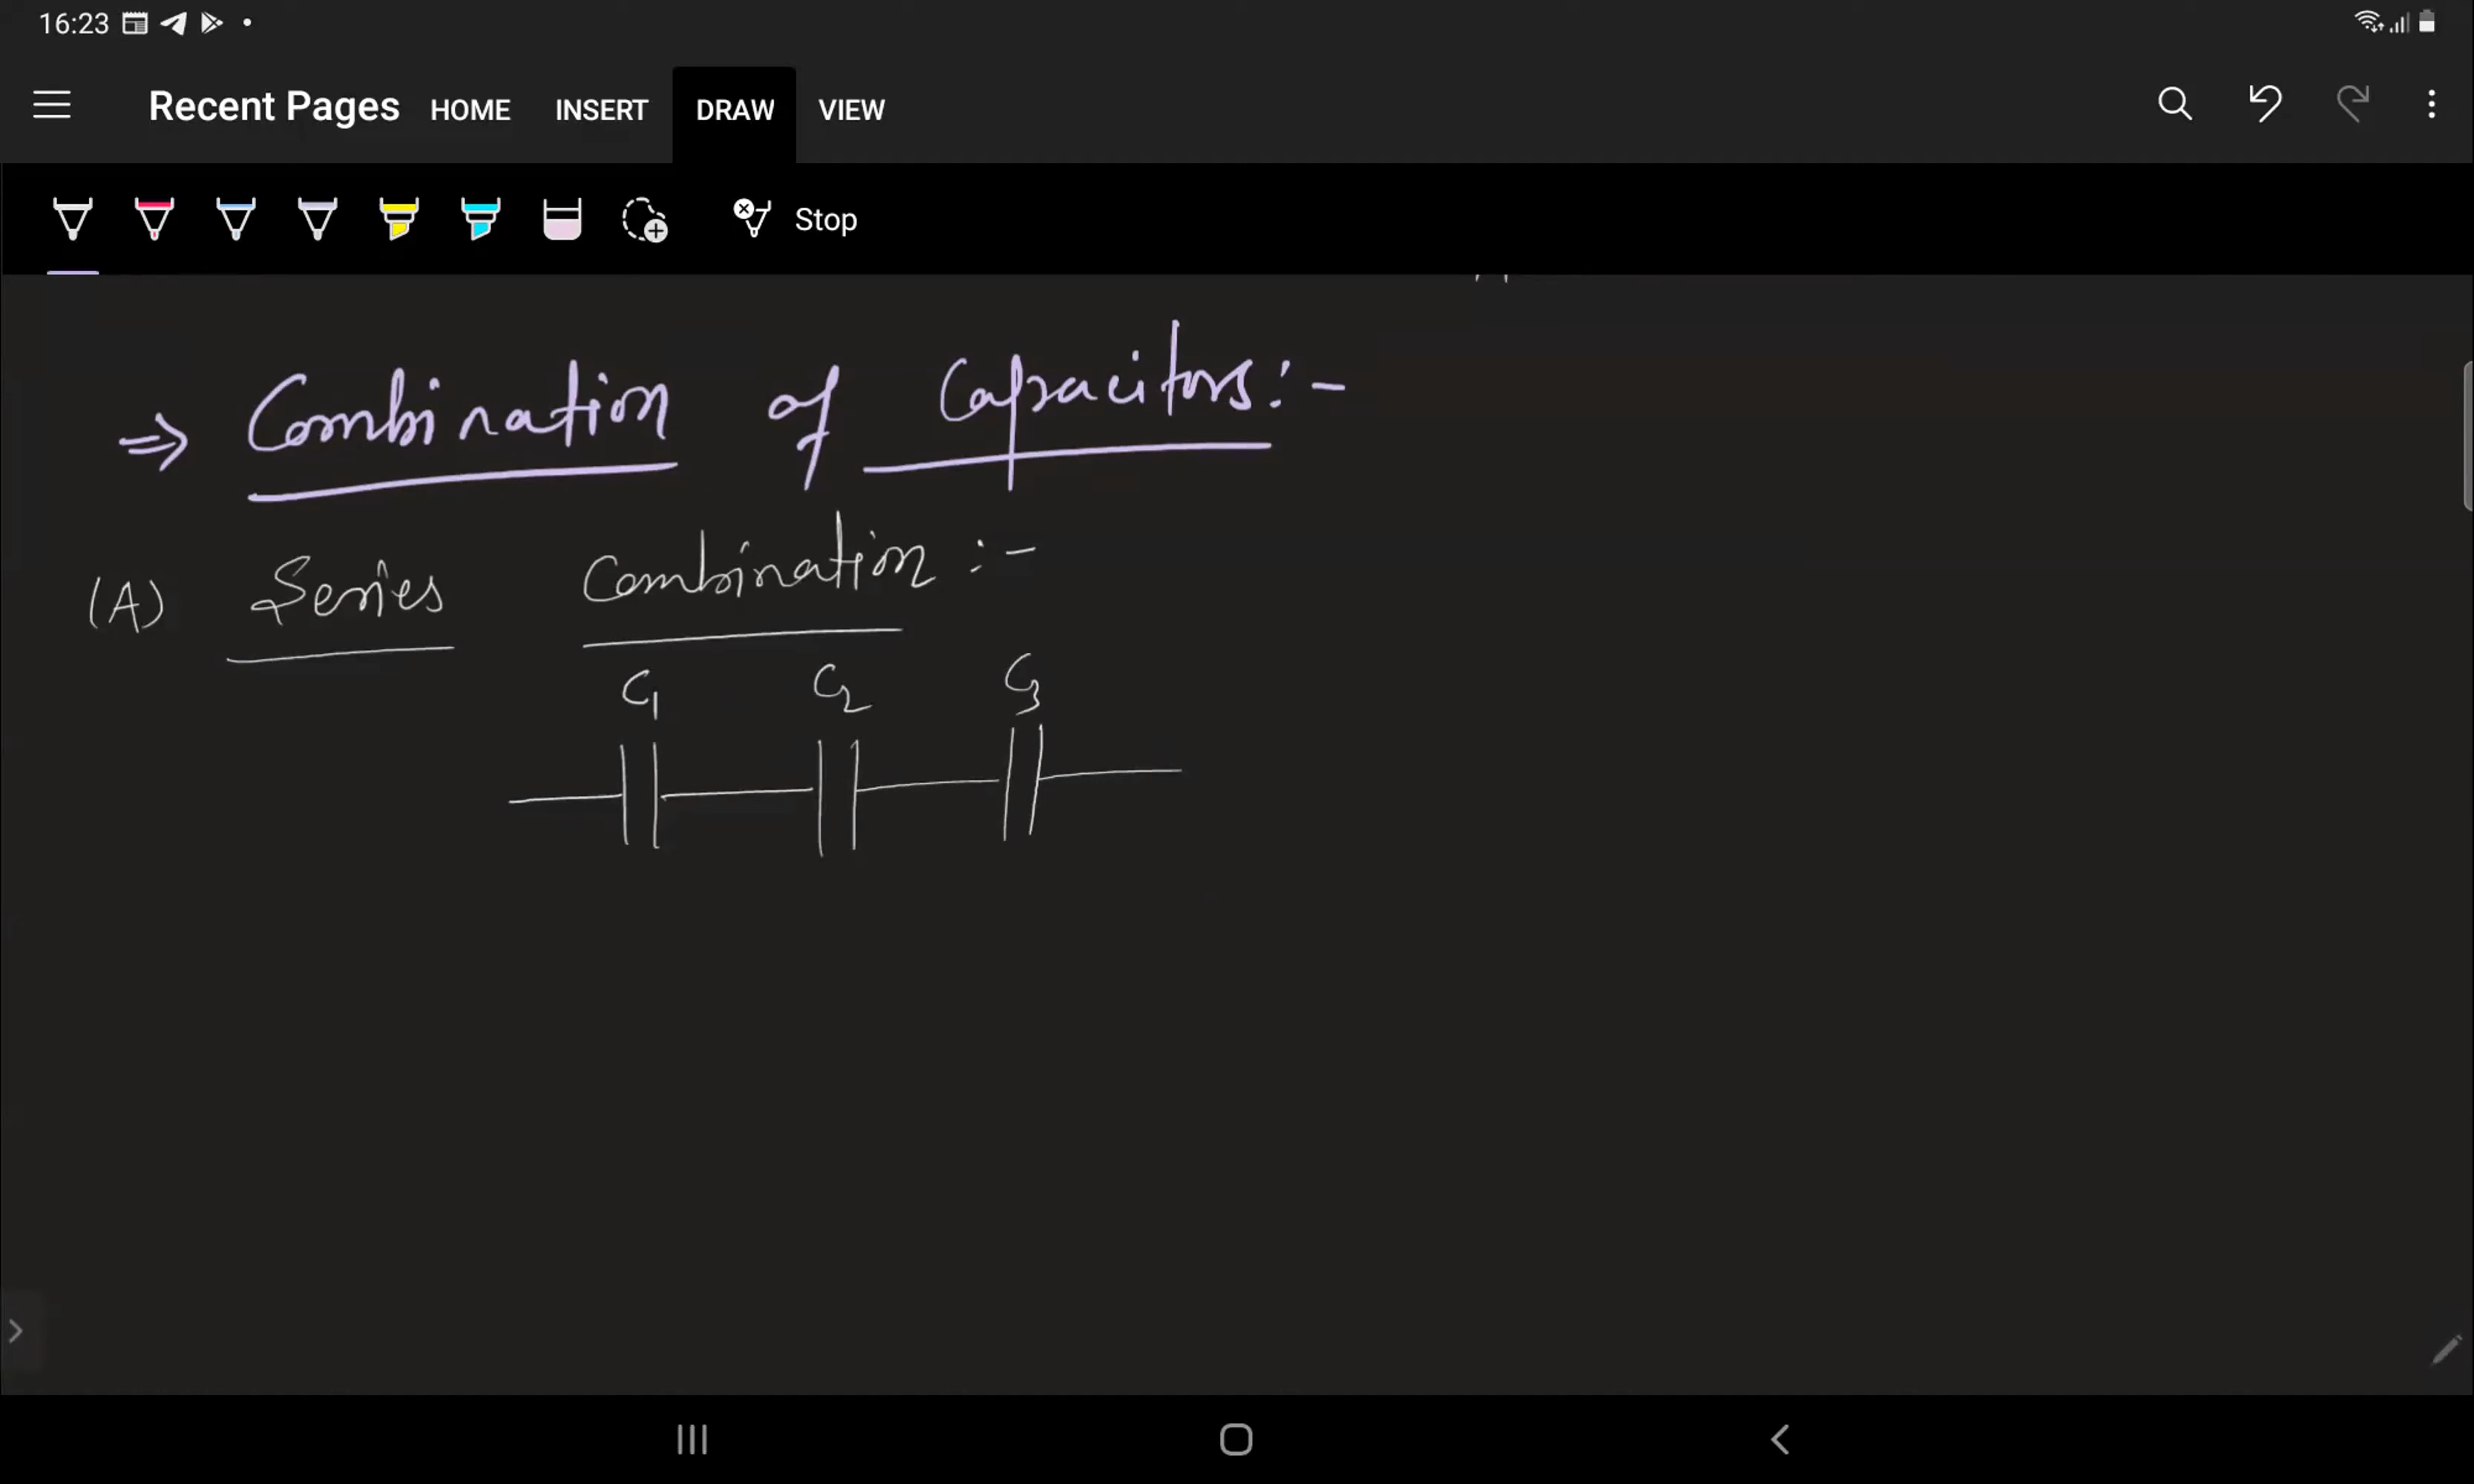 16:23
Recent Pages HOME INSERT DRAW VIEW
Stop
⇒ Combination of Capacitors:-
(A) Series Combination :-
C1 C2 C3